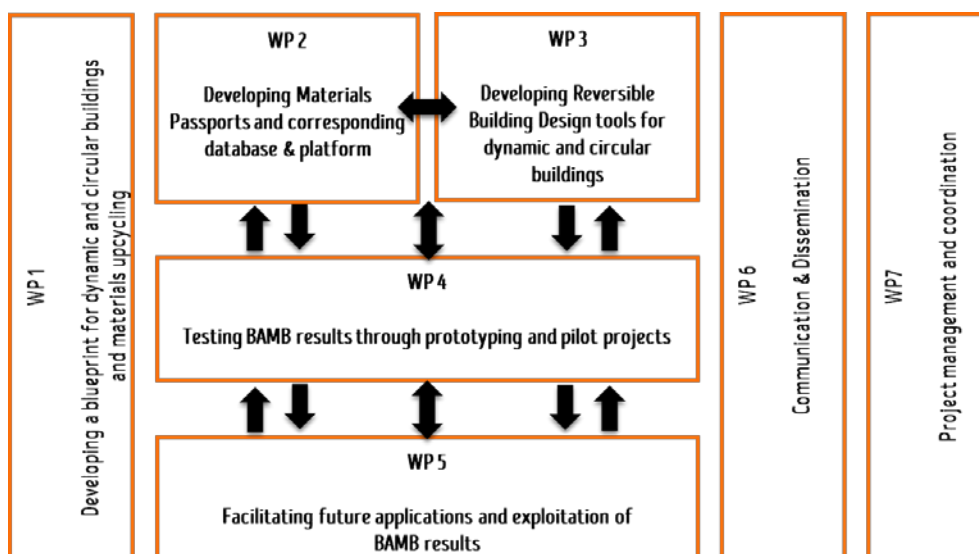 WP1
Developing a blueprint for dynamic and circular buildings
and materials upcycling
WP 2
Developing Materials
Passports and corresponding
database & platform
WP 3
Developing Reversible
Building Design tools for
dynamic and circular
buildings
WP 4
Testing BAMB results through prototyping and pilot projects
WP 5
Facilitating future applications and exploitation of
BAMB results
WP 6
Communication & Dissemination
WP7
Project management and coordination